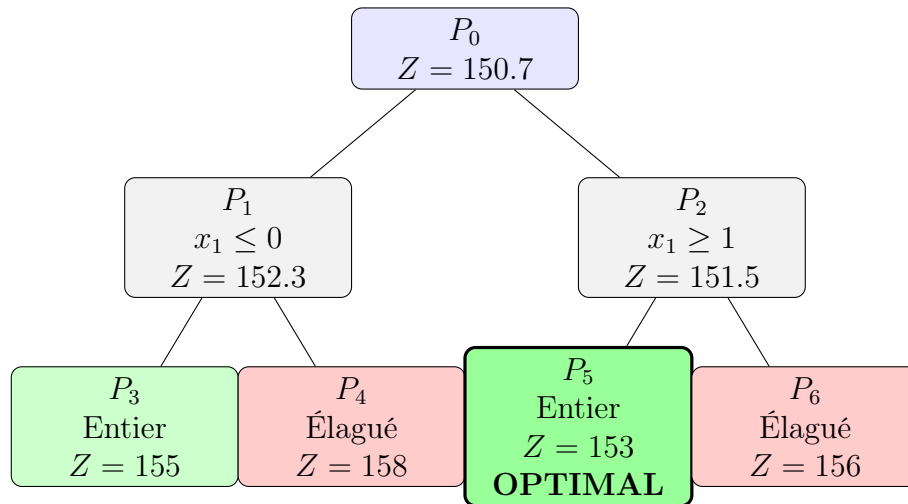 P₀
Z = 150.7
P₁
x₁ ≤ 0
Z = 152.3
P₂
x₁ ≥ 1
Z = 151.5
P₃
Entier
Z = 155
P₄
Élagué
Z = 158
P₅
Entier
Z = 153
OPTIMAL
P₆
Élagué
Z = 156